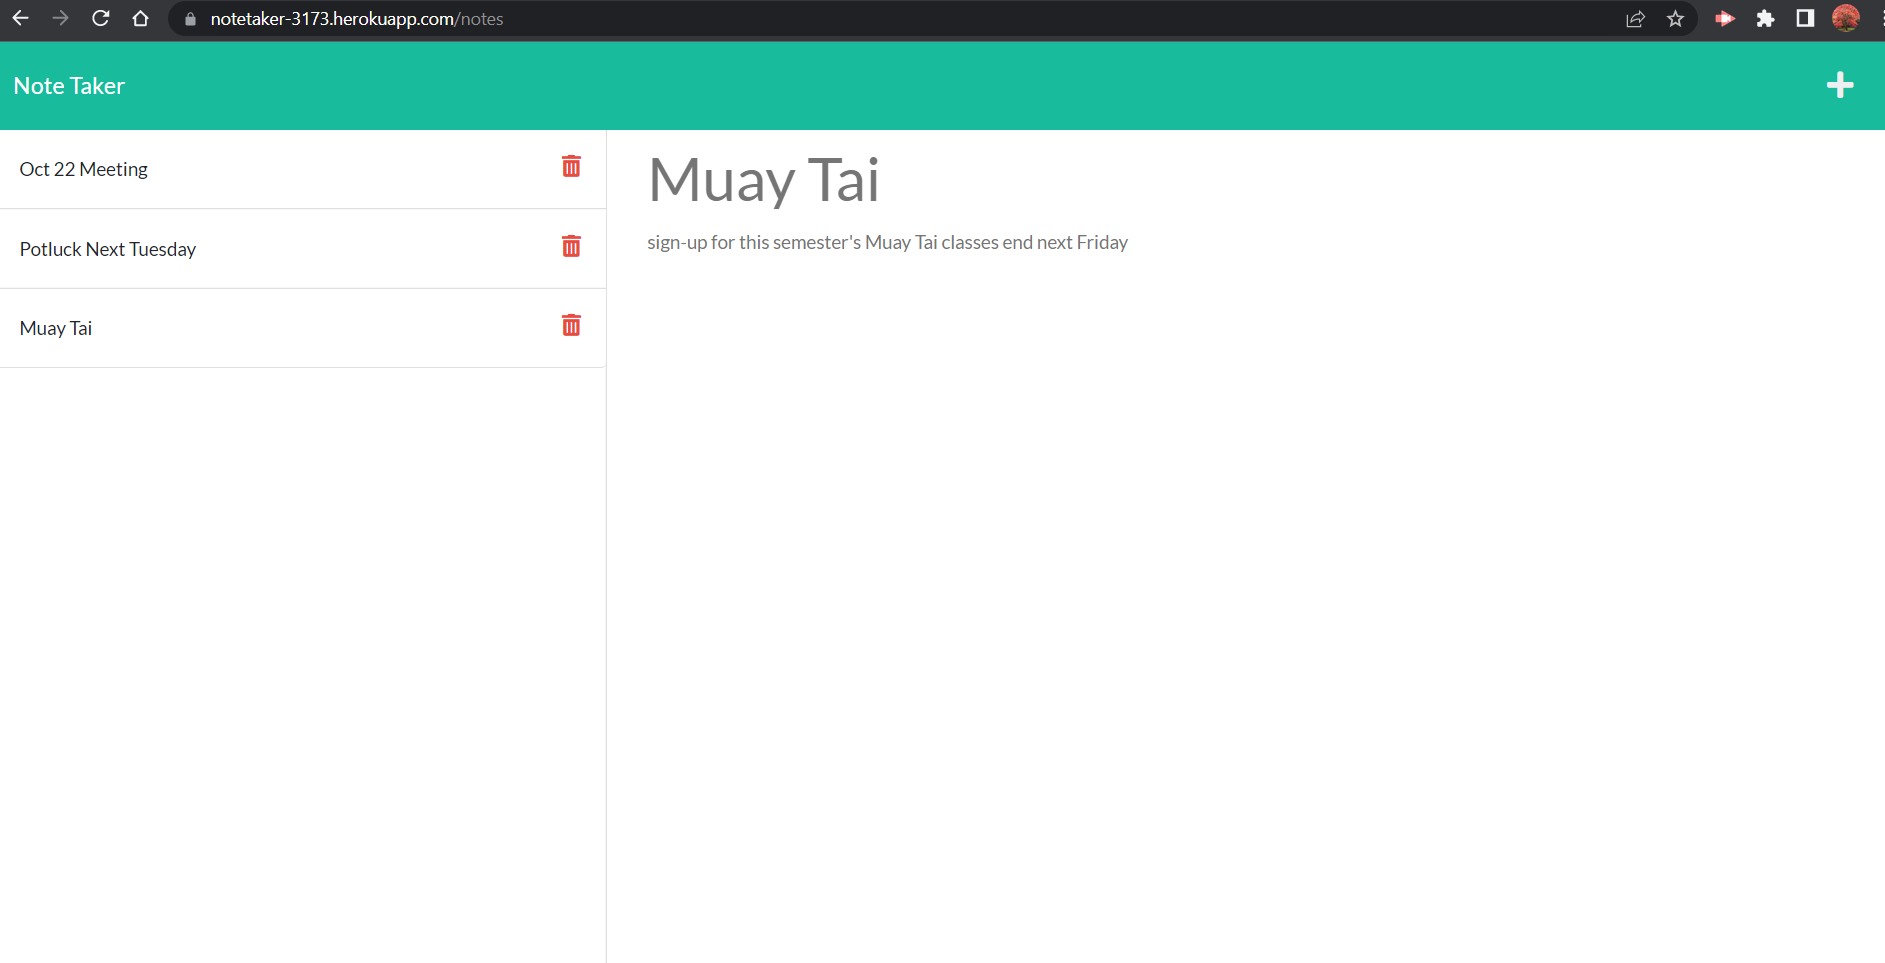 notetaker-3173.herokuapp.com/notes
Note Taker
Oct 22 Meeting
Potluck Next Tuesday
Muay Tai
Muay Tai
sign-up for this semester's Muay Tai classes end next Friday